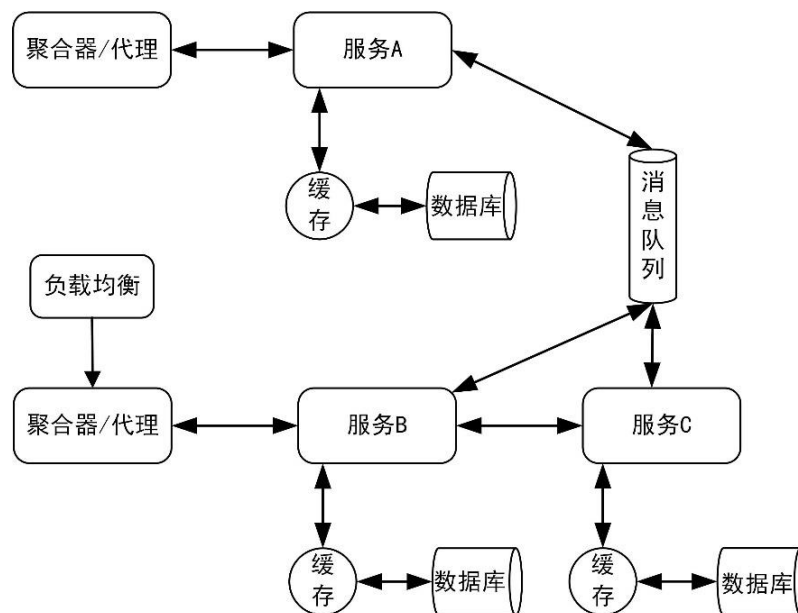 聚合器/代理
服务A
缓
存
数据库
消
息
队
列
负载均衡
聚合器/代理
服务B
服务C
缓
存
数据库
缓
存
数据库